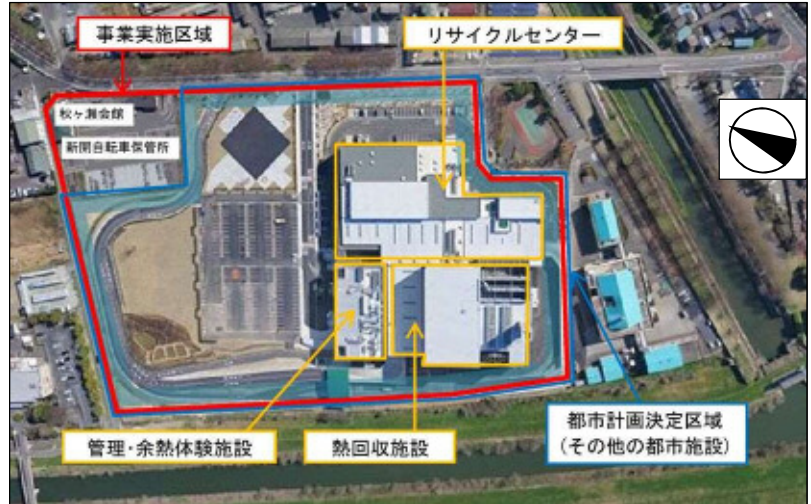 事業実施区域
リサイクルセンター
秋ヶ瀬会館
新開自転車保管所
管理・余熱体験施設
熱回収施設
都市計画決定区域
(その他の都市施設)